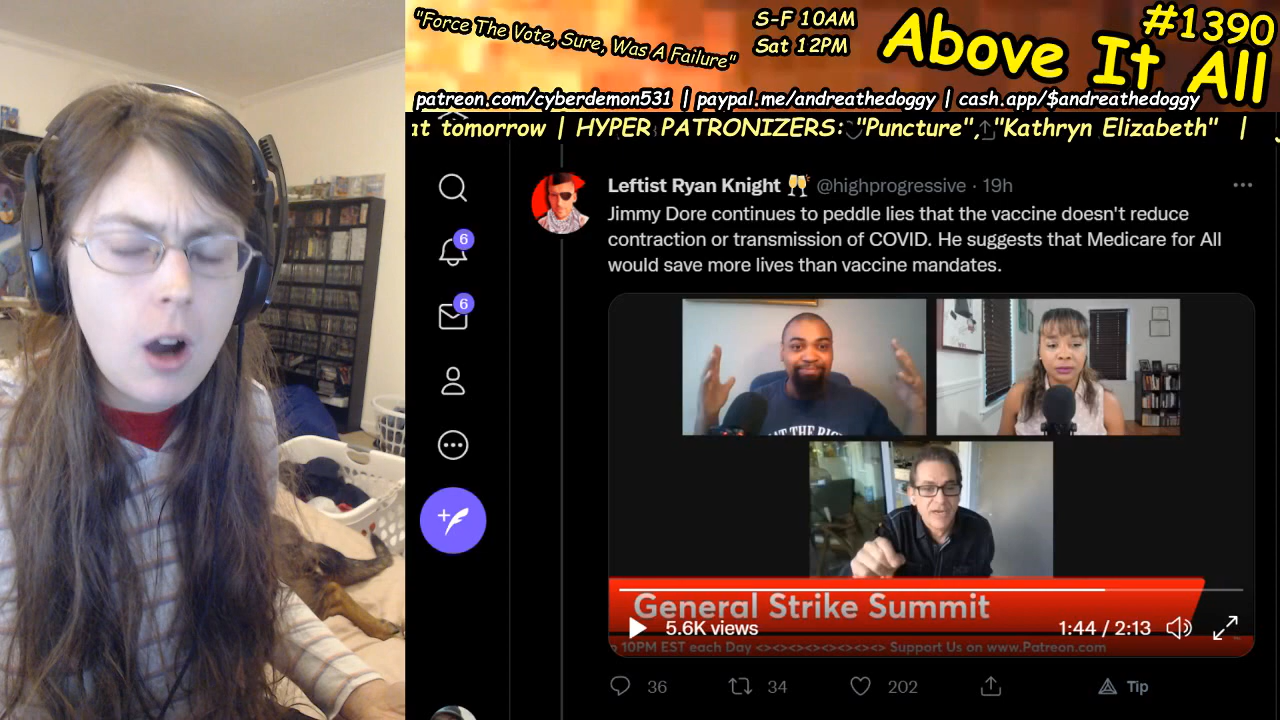 "Force The Vote, Sure, Was A Failure"
S-F 10AM
Sat 12PM
#1390
Above It All
patreon.com/cyberdemon531 | paypal.me/andreathedoggy | cash.app/$andreathedoggy
at tomorrow | HYPER PATRONIZERS: "Puncture", "Kathryn Elizabeth" |
6
6
Leftist Ryan Knight @highprogressive · 19h
Jimmy Dore continues to peddle lies that the vaccine doesn't reduce
contraction or transmission of COVID. He suggests that Medicare for All
would save more lives than vaccine mandates.
General Strike Summit
5.6K views
1:44 / 2:13
10PM EST each Day <><><><><><><> Support Us on www.Patreon.com
36
34
202
Tip